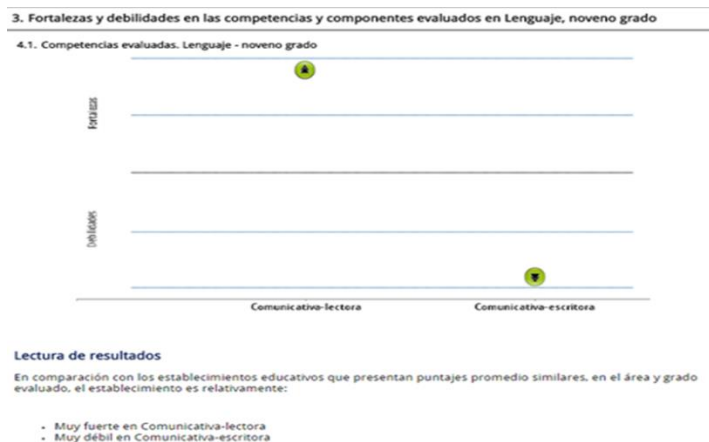 3. Fortalezas y debilidades en las competencias y componentes evaluados en Lenguaje, noveno grado
4.1. Competencias evaluadas. Lenguaje - noveno grado
Fortalezas
Debilidades
Comunicativa-lectora Comunicativa-escritora
Lectura de resultados
En comparación con los establecimientos educativos que presentan puntajes promedio similares, en el área y grado
evaluado, el establecimiento es relativamente:
• Muy fuerte en Comunicativa-lectora
• Muy débil en Comunicativa-escritora